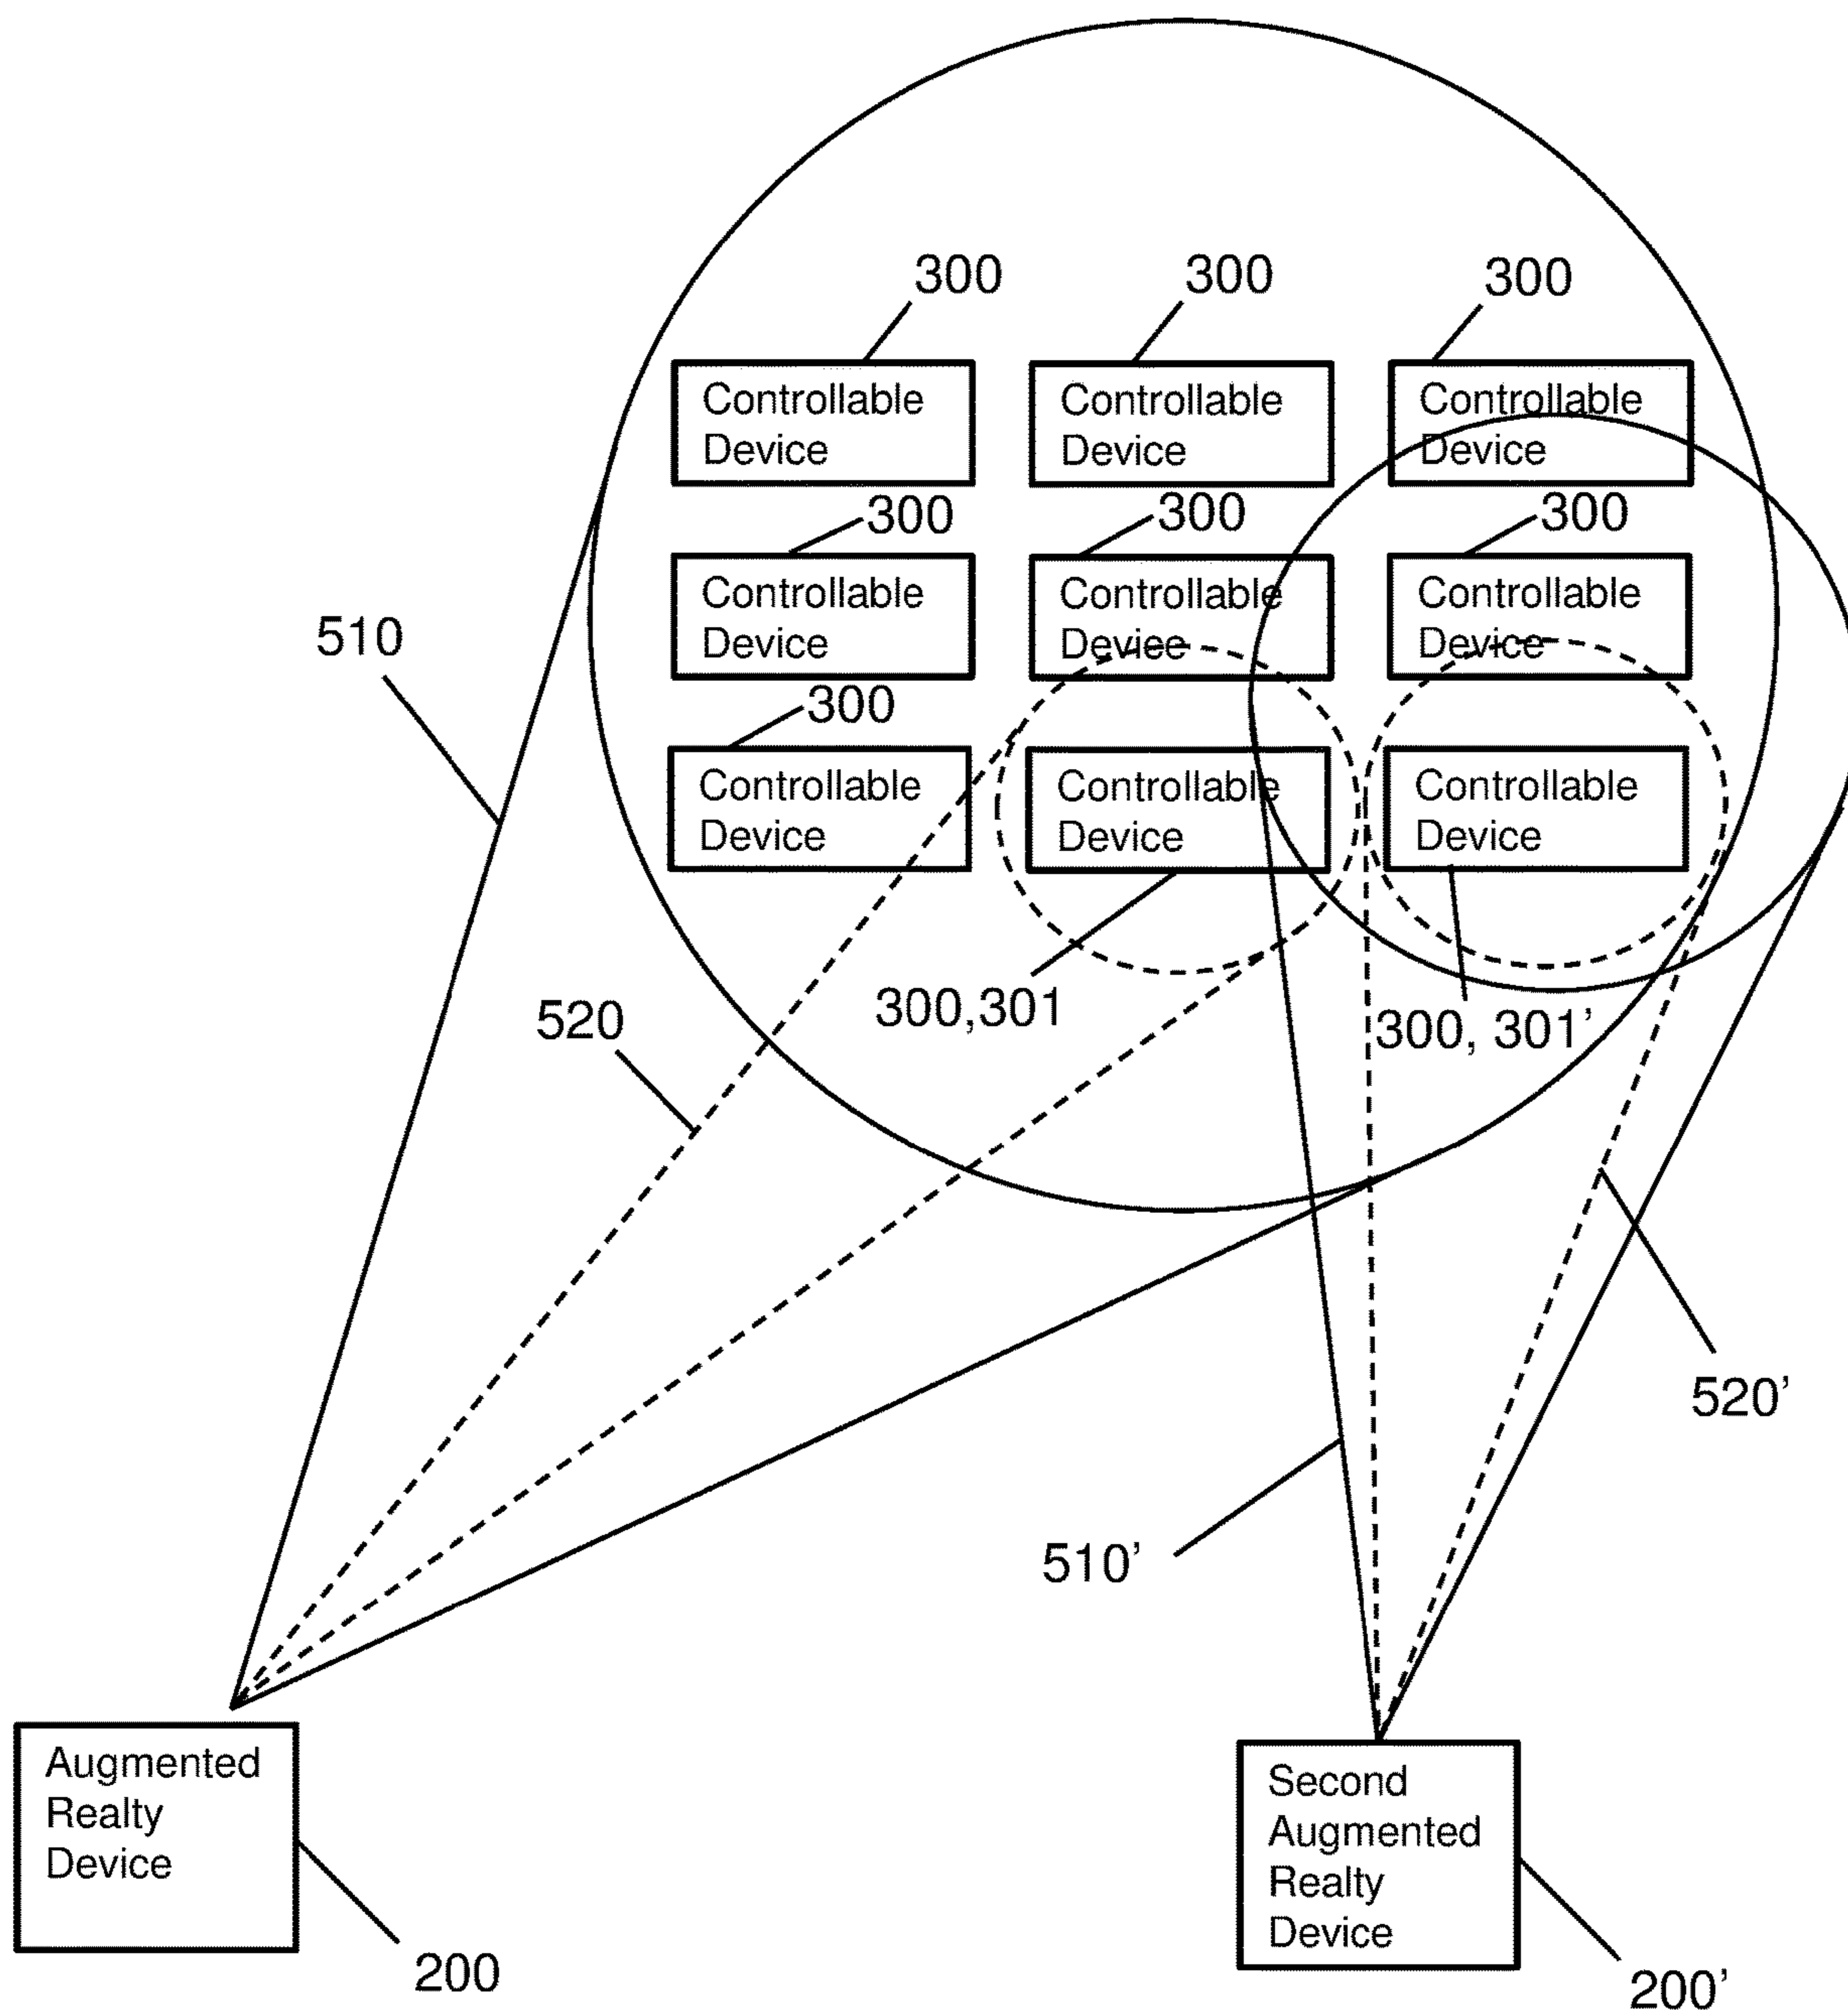 300
300
300
Controllable
Device
Controllable
Device
Controllable
Device
300
300
300
Controllable
Device
Controllable
Device
Controllable
Device
510
300
Controllable
Device
Controllable
Device
Controllable
Device
520
300,301
300, 301’
520’
510’
Augmented
Realty
Device
200
Second
Augmented
Realty
Device
200’